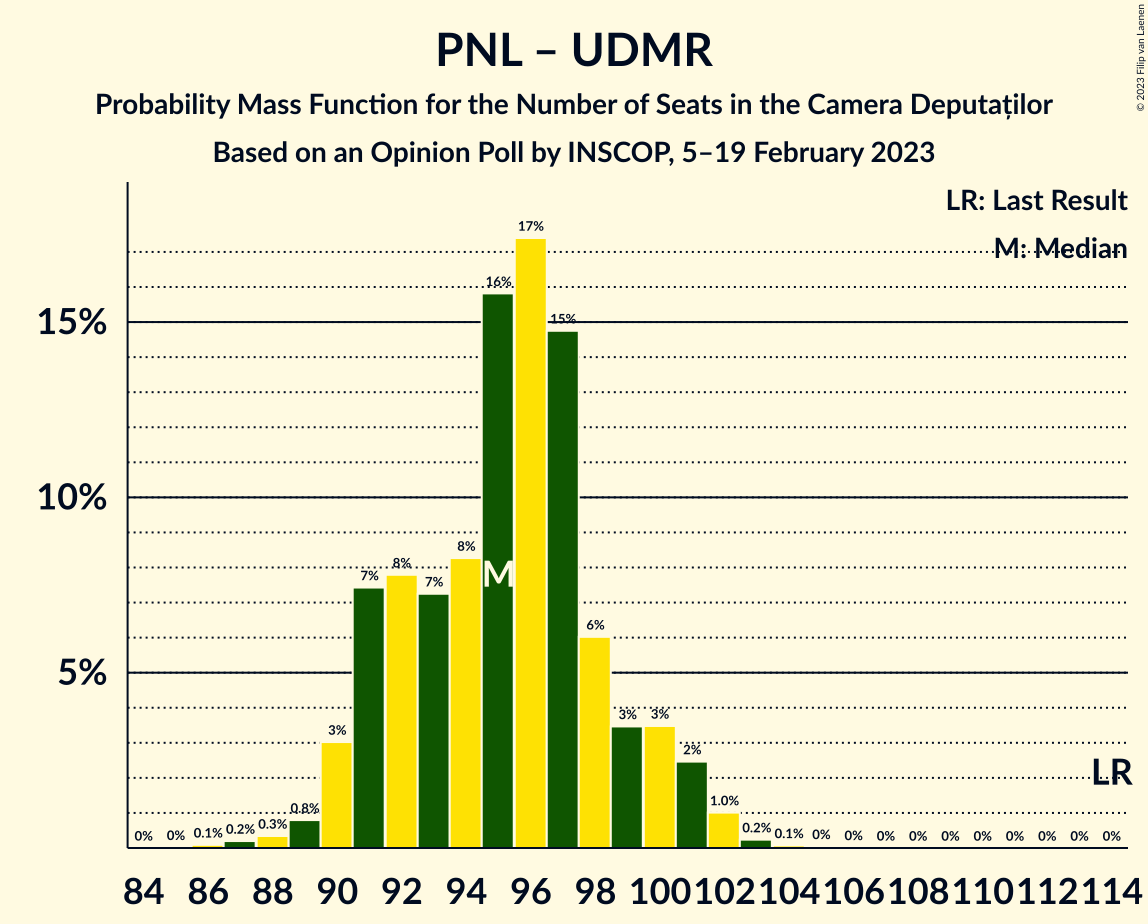 © 2023 Filip van Laenen
PNL – UDMR
Probability Mass Function for the Number of Seats in the Camera Deputaților
Based on an Opinion Poll by INSCOP, 5–19 February 2023
LR: Last Result
M: Median
15%
10%
5%
0% 0% 0.1% 0.2% 0.3% 0.8% 3% 7% 8% 7% 8% 16% 17% 15% 6% 3% 3% 2% 1.0% 0.2% 0.1% 0% 0% 0% 0% 0% 0% 0% 0% 0% 0%
M
LR
84 86 88 90 92 94 96 98 100 102 104 106 108 110 112 114